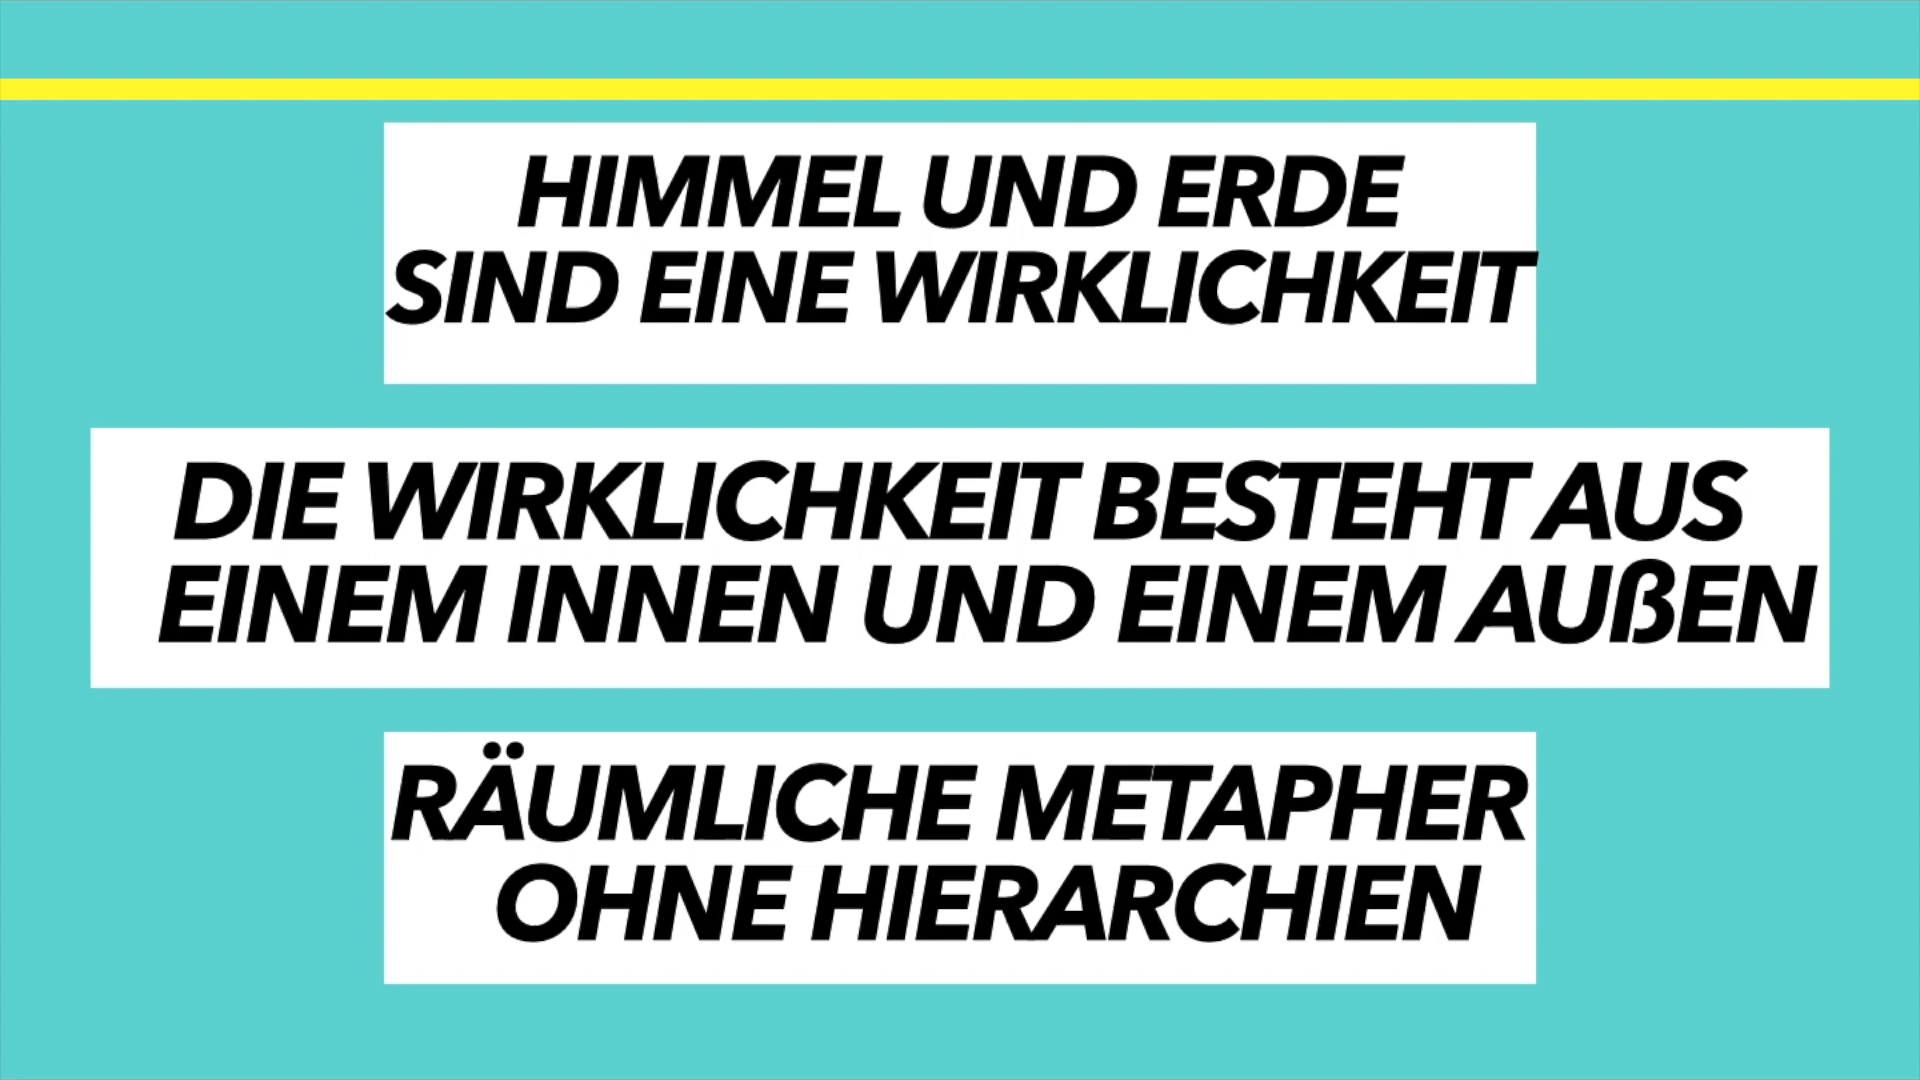 HIMMEL UND ERDE
SIND EINE WIRKLICHKEIT
DIE WIRKLICHKEIT BESTEHT AUS
EINEM INNEN UND EINEM AUßEN
RÄUMLICHE METAPHER
OHNE HIERARCHIEN